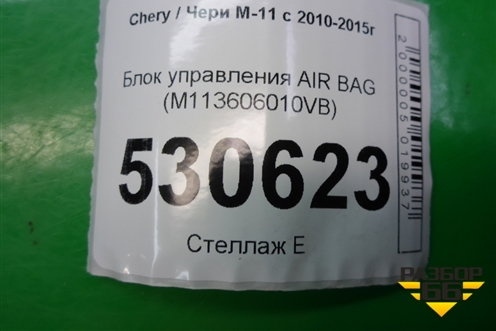 Chery / Чери М-11 с 2010-2015г
Блок управления AIR BAG
(M113606010VB)
530623
Стеллаж Е
2000005019937
РАЗБОР
66